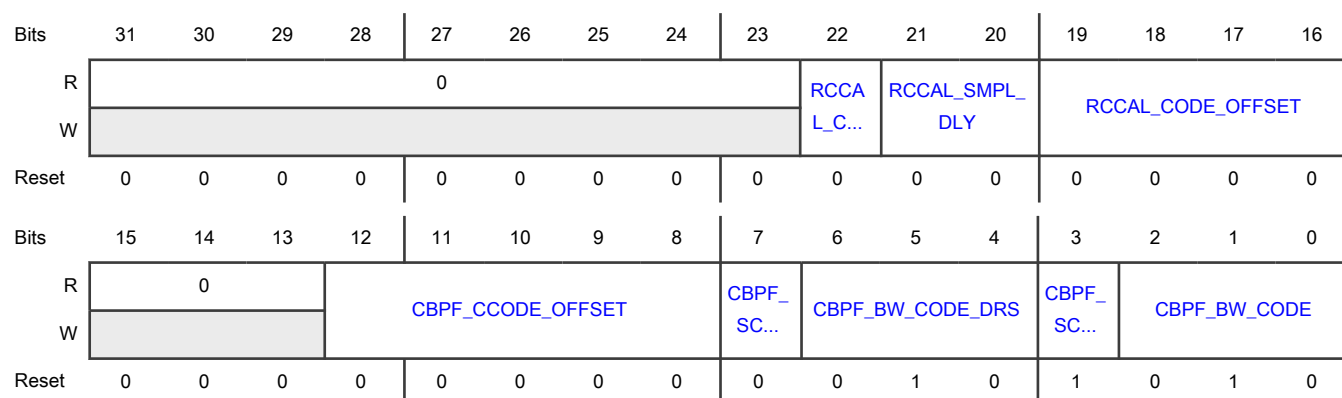 Bits 31 30 29 28 27 26 25 24 23 22 21 20 19 18 17 16
R 0 RCCA RCCAL_SMPL_ RCCAL_CODE_OFFSET
W L_C... DLY
Reset 0 0 0 0 0 0 0 0 0 0 0 0 0 0 0 0
Bits 15 14 13 12 11 10 9 8 7 6 5 4 3 2 1 0
R 0 CBPF_CCODE_OFFSET CBPF_ CBPF_BW_CODE_DRS CBPF_ CBPF_BW_CODE
W SC... SC...
Reset 0 0 0 0 0 0 0 0 0 0 1 0 1 0 1 0